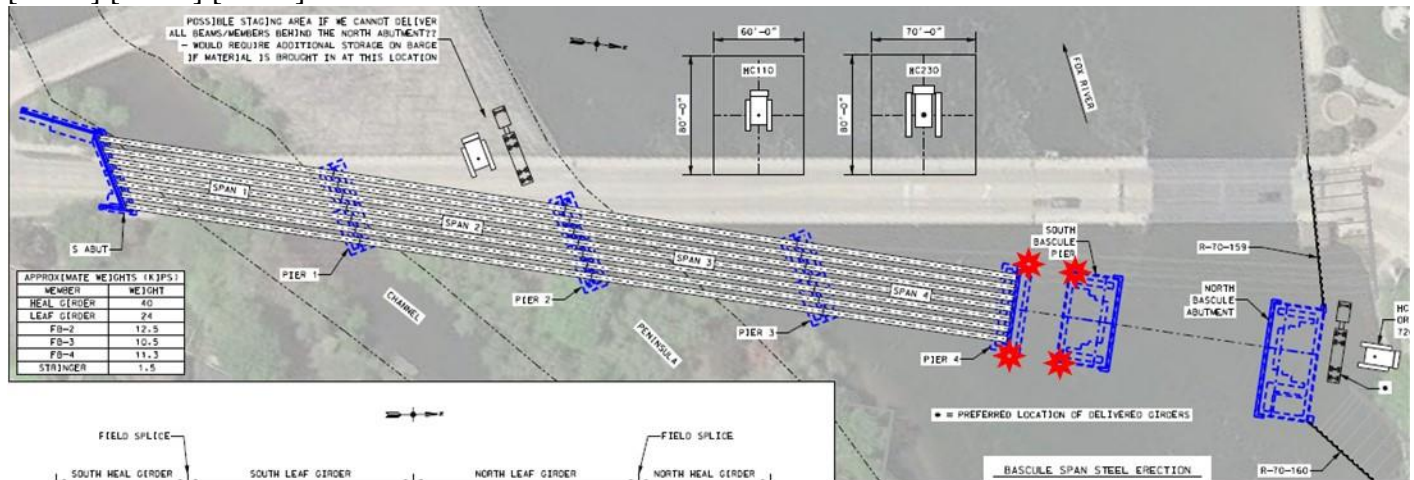 POSSIBLE STAGING AREA IF WE CANNOT DELIVER
ALL BEAMS/MEMBERS BEHIND THE NORTH ABUTMENT??
- WOULD REQUIRE ADDITIONAL STORAGE ON BARGE
IF MATERIAL IS BROUGHT IN AT THIS LOCATION
60'-0"
70'-0"
80'-0"
HC110
80'-0"
HC230
FOX RIVER
SPAN 1
SPAN 2
SPAN 3
SPAN 4
S ABUT
PIER 1
PIER 2
PIER 3
PIER 4
CHANNEL
PENINSULA
SOUTH
BASCULE
PIER
R-70-159
NORTH
BASCULE
ABUTMENT
HC
OR
720
APPROXIMATE WEIGHTS (KIPS)
MEMBER WEIGHT
HEAL GIRDER 40
LEAF GIRDER 24
FB-2 12.5
FB-3 10.5
FB-4 11.3
STRINGER 1.5
* = PREFERRED LOCATION OF DELIVERED GIRDERS
BASCULE SPAN STEEL ERECTION
R-70-160
FIELD SPLICE
FIELD SPLICE
SOUTH HEAL GIRDER
SOUTH LEAF GIRDER
NORTH LEAF GIRDER
NORTH HEAL GIRDER